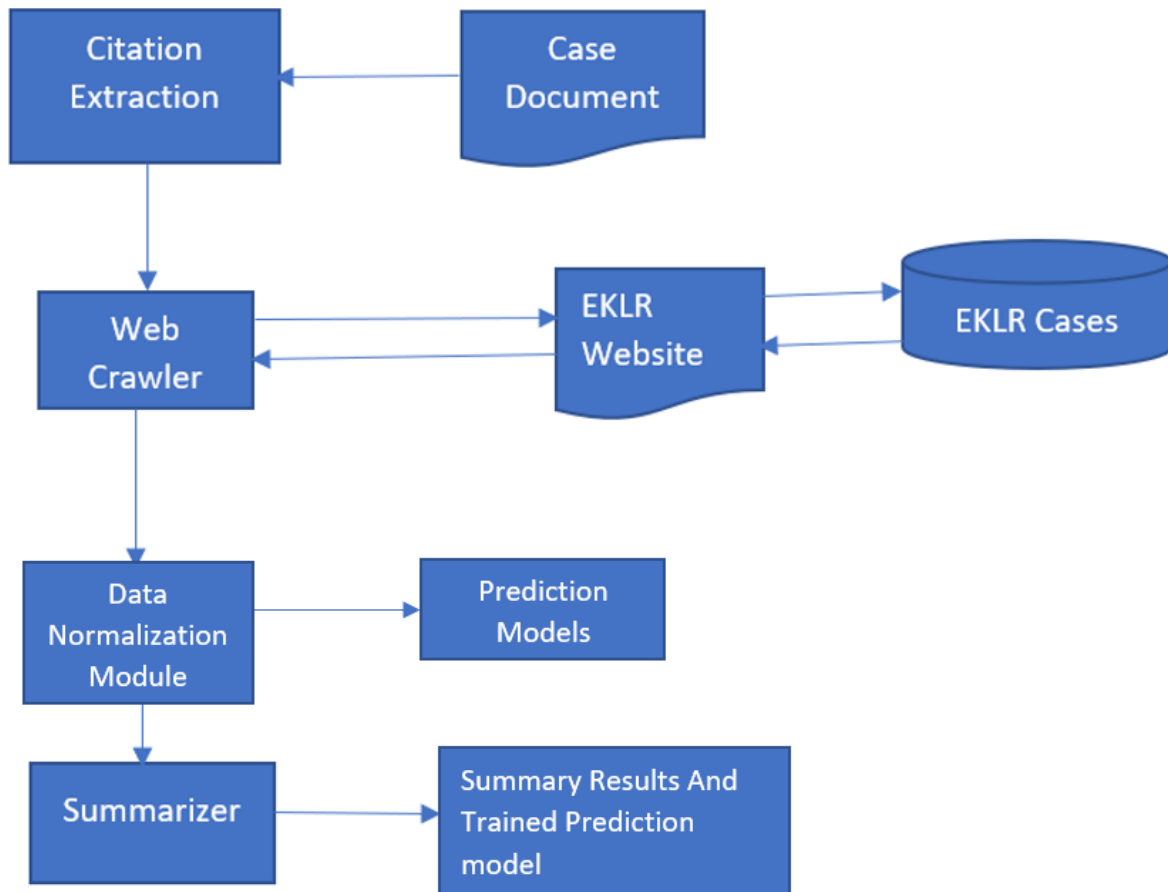 Citation
Extraction
Case
Document
Web
Crawler
EKLR
Website
EKLR Cases
Data
Normalization
Module
Prediction
Models
Summarizer
Summary Results And
Trained Prediction
model